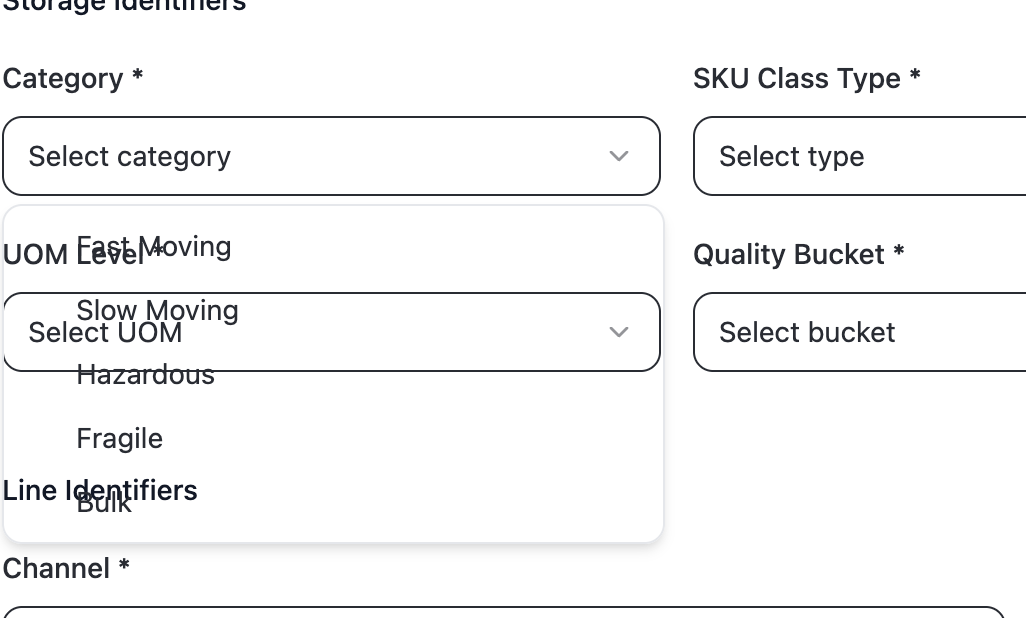 Storage Identifiers
Category *
SKU Class Type *
Select category
Select type
Fast Moving
UOM Level *
Quality Bucket *
Slow Moving
Select UOM
Select bucket
Hazardous
Fragile
Line Identifiers
Bulk
Channel *